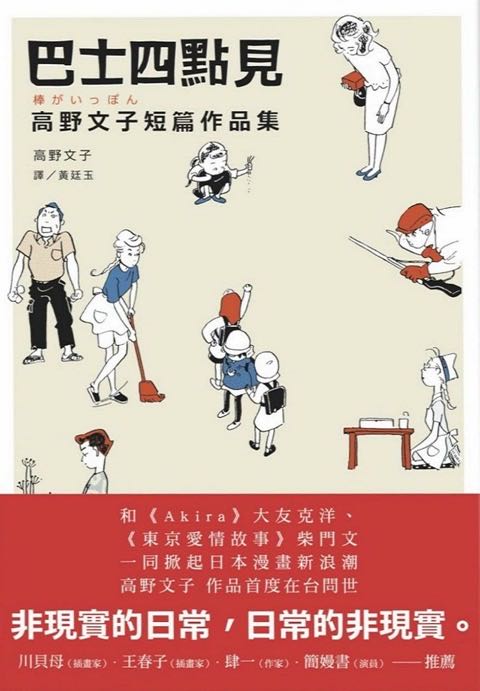 巴士四點見
棒がいっぽん
高野文子短篇作品集
高野文子
譯／黃廷玉
和《Akira》大友克洋、
《東京愛情故事》柴門文
一同掀起日本漫畫新浪潮
高野文子 作品首度在台問世
非現實的日常，日常的非現實。
川貝母（插畫家）・王春子（插畫家）・肆一（作家）・簡嫚書（演員）——推薦